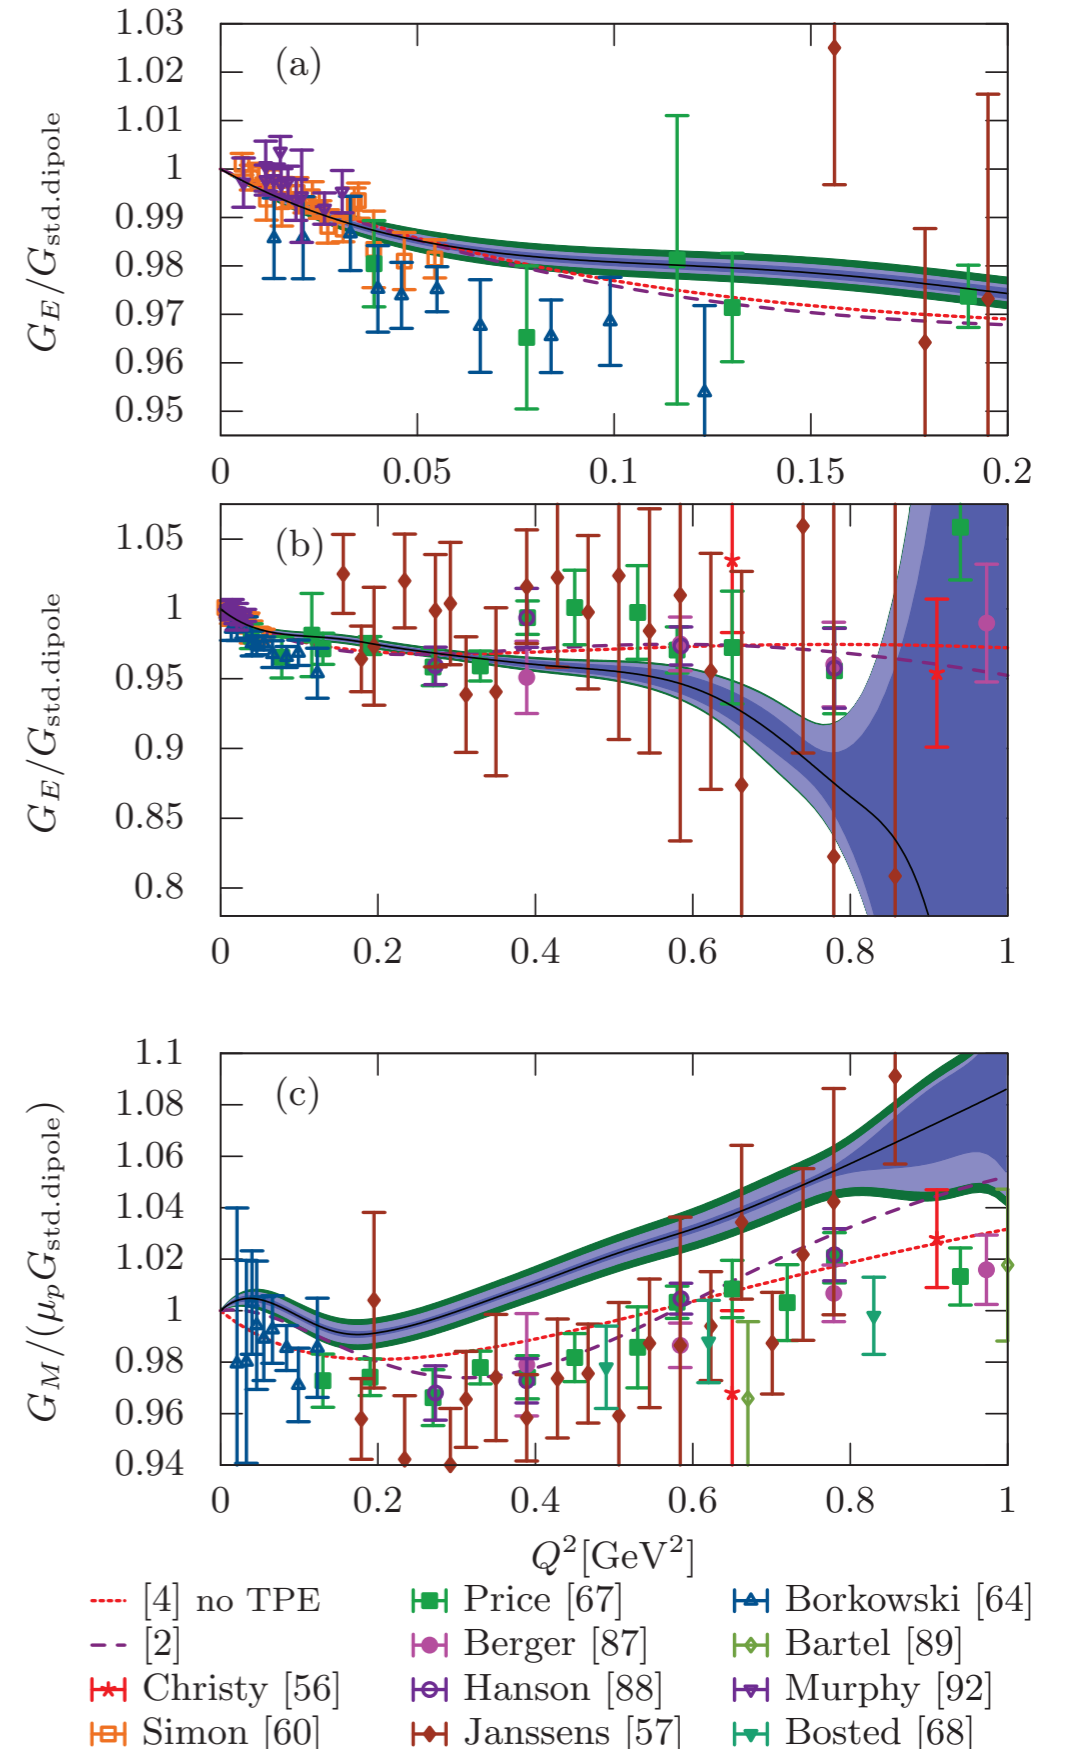 1.03
1.02
1.01
1
0.99
0.98
0.97
0.96
0.95
(a)
G_E/G_std.dipole
0 0.05 0.1 0.15 0.2
1.05
1
0.95
0.9
0.85
0.8
(b)
G_E/G_std.dipole
0 0.2 0.4 0.6 0.8 1
1.1
1.08
1.06
1.04
1.02
1
0.98
0.96
0.94
(c)
G_M/(μ_pG_std.dipole)
0 0.2 0.4 0.6 0.8 1
Q²[GeV²]
[4] no TPE
[2]
Christy [56]
Simon [60]
Price [67]
Berger [87]
Hanson [88]
Janssens [57]
Borkowski [64]
Bartel [89]
Murphy [92]
Bosted [68]